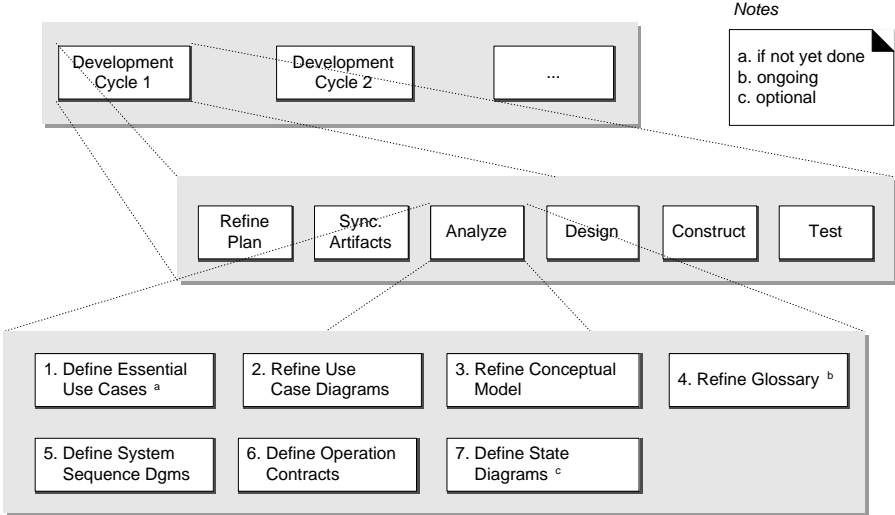 Notes
a. if not yet done
b. ongoing
c. optional
Development
Cycle 1
Development
Cycle 2
...
Refine
Plan
Sync.
Artifacts
Analyze
Design
Construct
Test
1. Define Essential
Use Cases a
2. Refine Use
Case Diagrams
3. Refine Conceptual
Model
4. Refine Glossary b
5. Define System
Sequence Dgms
6. Define Operation
Contracts
7. Define State
Diagrams c